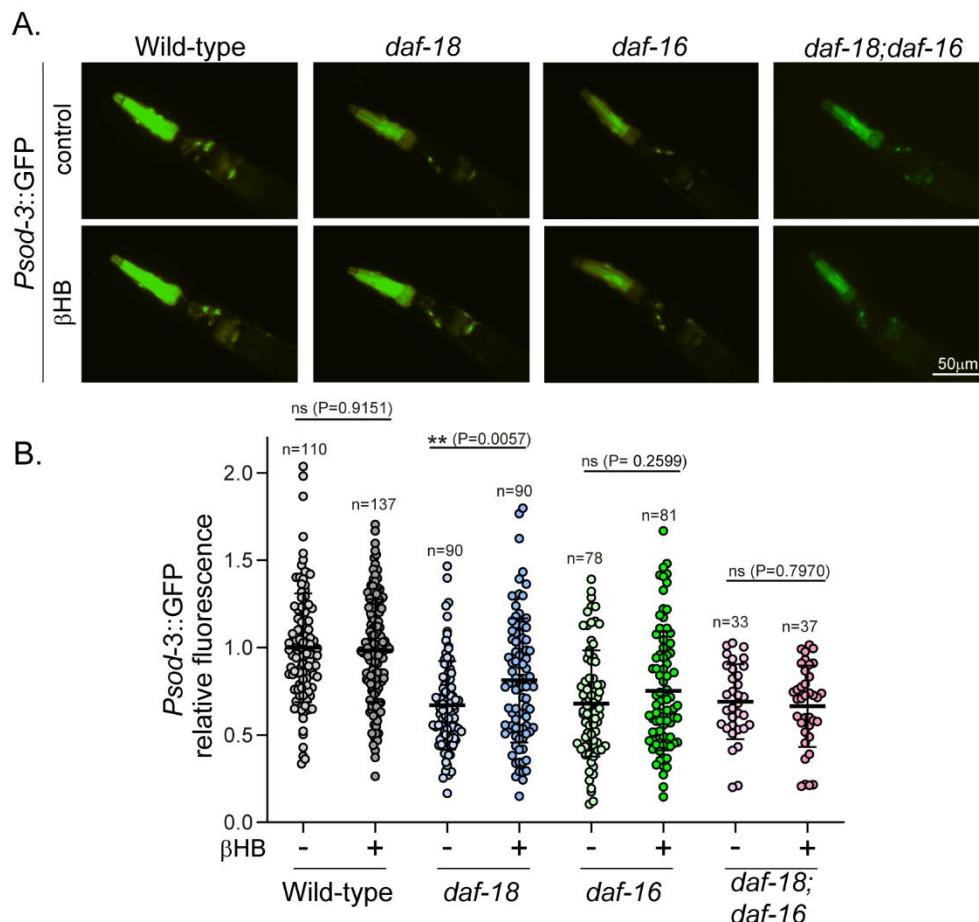 A.
Wild-type daf-18 daf-16 daf-18;daf-16
Psod-3::GFP
control
βHB
50μm
B.
ns (P=0.9151)
** (P=0.0057)
ns (P= 0.2599)
ns (P=0.7970)
n=110
n=137
n=90
n=90
n=78
n=81
n=33
n=37
Psod-3::GFP
relative fluorescence
2.0
1.5
1.0
0.5
0.0
βHB - + - + - + - +
Wild-type daf-18 daf-16 daf-18;
daf-16